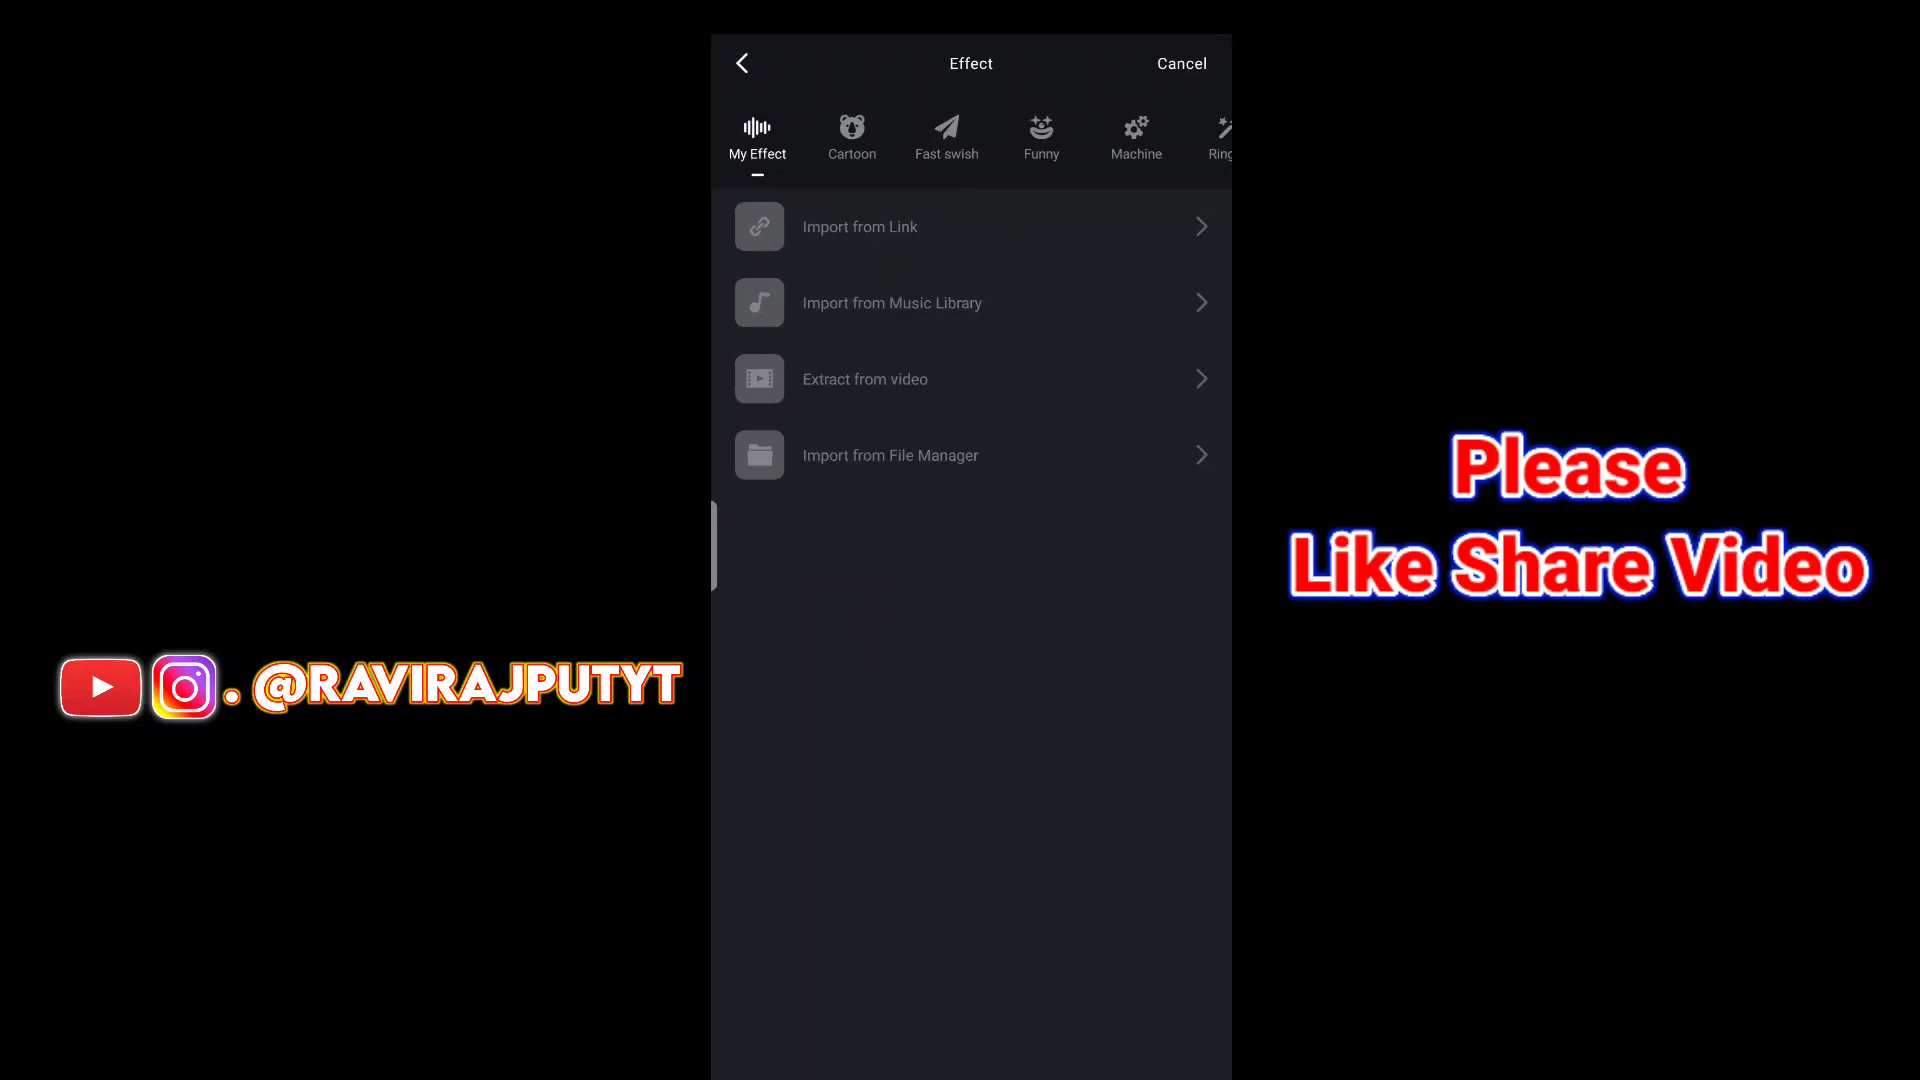 Effect
Cancel
My Effect
Cartoon
Fast swish
Funny
Machine
Ring
Import from Link
Import from Music Library
Extract from video
Import from File Manager
Please
Like Share Video
. @RAVIRAJPUTYT